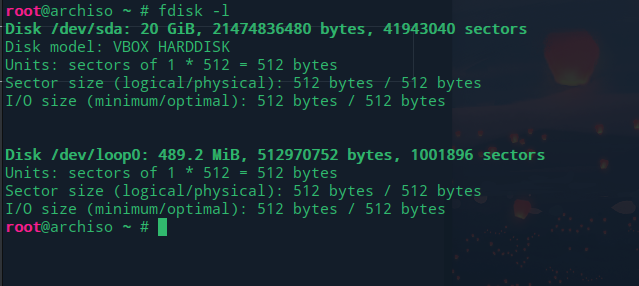 root@archiso ~ # fdisk -l
Disk /dev/sda: 20 GiB, 21474836480 bytes, 41943040 sectors
Disk model: VBOX HARDDISK
Units: sectors of 1 * 512 = 512 bytes
Sector size (logical/physical): 512 bytes / 512 bytes
I/O size (minimum/optimal): 512 bytes / 512 bytes
Disk /dev/loop0: 489.2 MiB, 512970752 bytes, 1001896 sectors
Units: sectors of 1 * 512 = 512 bytes
Sector size (logical/physical): 512 bytes / 512 bytes
I/O size (minimum/optimal): 512 bytes / 512 bytes
root@archiso ~ #